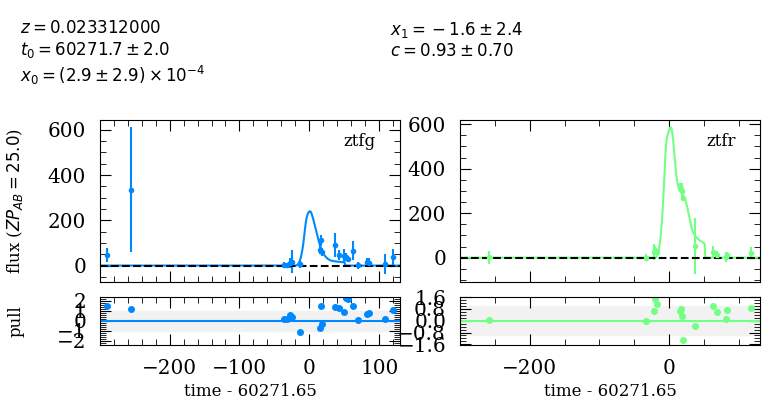 z = 0.023312000
t₀ = 60271.7 ± 2.0
x₀ = (2.9 ± 2.9) × 10⁻⁴
x₁ = −1.6 ± 2.4
c = 0.93 ± 0.70
flux (ZP_AB = 25.0)
600
400
200
0
ztfg
600
400
200
0
ztfr
pull
2
1
0
−1
−2
1.6
0.8
0.0
−0.8
−1.6
−200
−100
0
100
time - 60271.65
−200
0
time - 60271.65